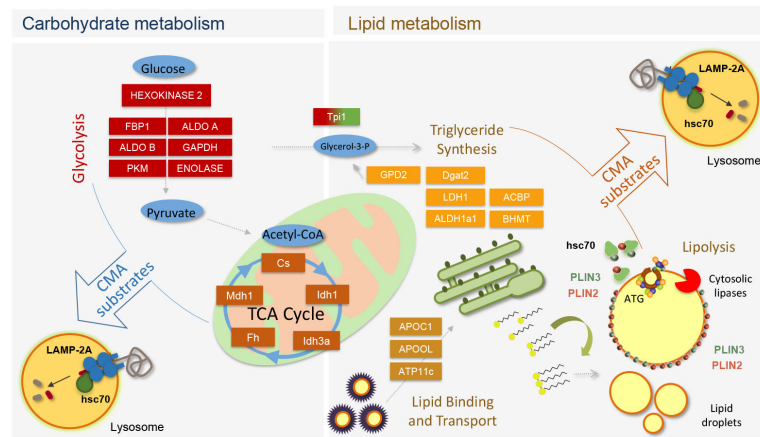 Carbohydrate metabolism
Lipid metabolism
Glucose
HEXOKINASE 2
Glycolysis
FBP1
ALDO A
ALDO B
GAPDH
PKM
ENOLASE
Pyruvate
Acetyl-CoA
Cs
Mdh1
Idh1
TCA Cycle
Fh
Idh3a
CMA
substrates
LAMP-2A
hsc70
Lysosome
Tpi1
Glycerol-3-P
Triglyceride
Synthesis
GPD2
Dgat2
LDH1
ACBP
ALDH1a1
BHMT
CMA
substrates
LAMP-2A
hsc70
Lysosome
hsc70
Lipolysis
PLIN3
PLIN2
ATG
Cytosolic
lipases
PLIN3
PLIN2
APOC1
APOOL
ATP11c
Lipid Binding
and Transport
Lipid
droplets